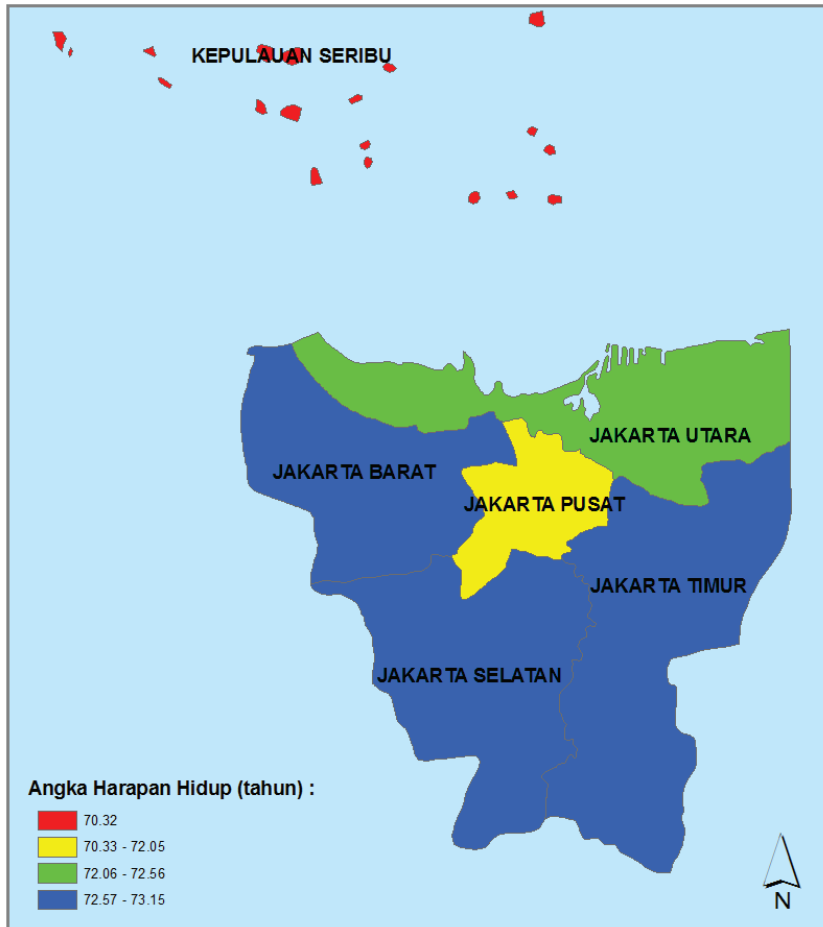 KEPULAUAN SERIBU
JAKARTA UTARA
JAKARTA BARAT
JAKARTA PUSAT
JAKARTA TIMUR
JAKARTA SELATAN
Angka Harapan Hidup (tahun) :
70.32
70.33 - 72.05
72.06 - 72.56
72.57 - 73.15
N